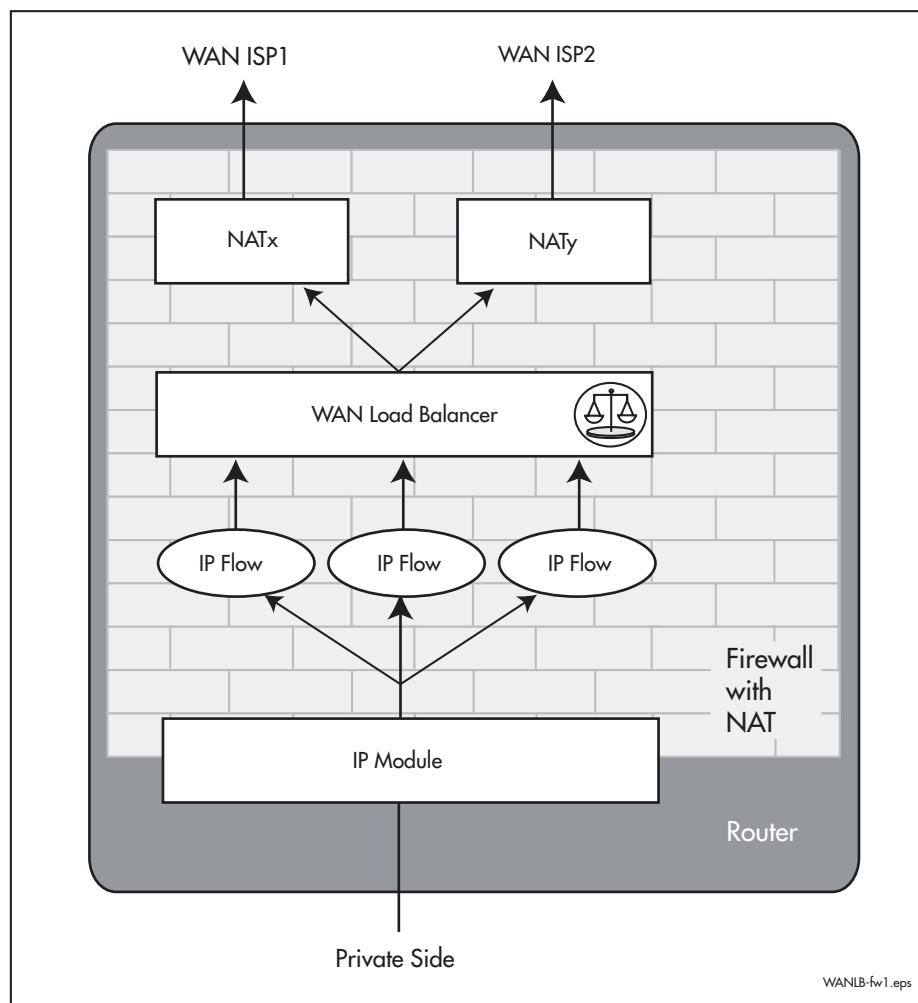 WAN ISP1
WAN ISP2
NATx
NATy
WAN Load Balancer
IP Flow
IP Flow
IP Flow
Firewall
with
NAT
IP Module
Router
Private Side
WANLB-fw1.eps